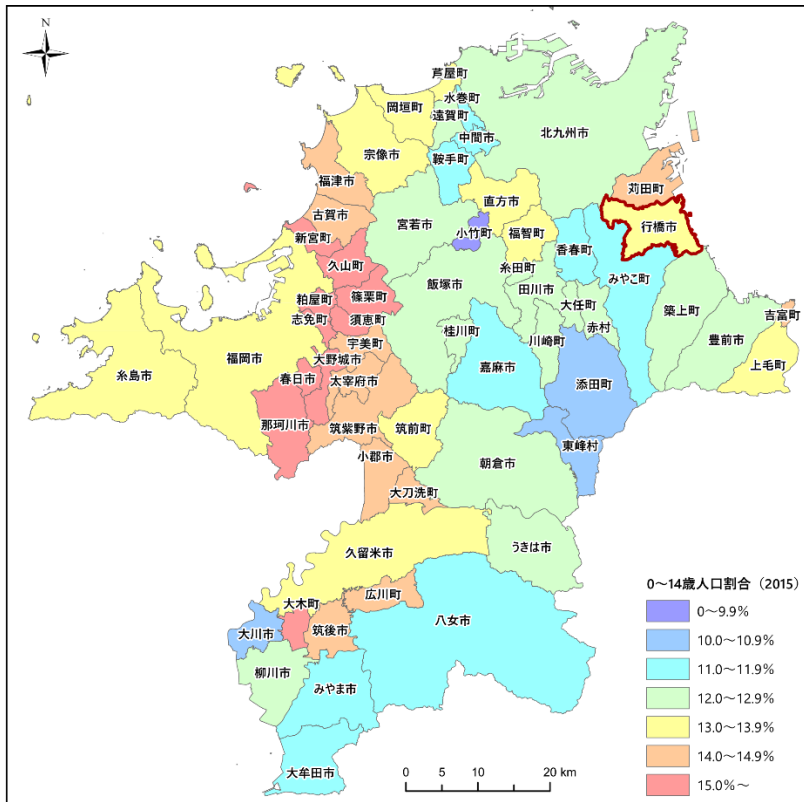 N
芦屋町
水巻町
岡垣町
遠賀町
北九州市
中間市
宗像市
鞍手町
福津市
苅田町
直方市
古賀市
宮若市
小竹町
福智町
行橋市
新宮町
香春町
久山町
糸田町
みやこ町
飯塚市
田川市
粕屋町
篠栗町
大任町
築上町
吉富町
志免町
須恵町
桂川町
赤村
豊前市
宇美町
川崎町
福岡市
大野城市
嘉麻市
上毛町
糸島市
春日市
太宰府市
添田町
那珂川市
筑紫野市
筑前町
東峰村
小郡市
朝倉市
大刀洗町
久留米市
うきは市
広川町
大木町
大川市
筑後市
八女市
柳川市
みやま市
大牟田市
0~14歳人口割合（2015）
0~9.9%
10.0~10.9%
11.0~11.9%
12.0~12.9%
13.0~13.9%
14.0~14.9%
15.0%~
0 5 10 20 km